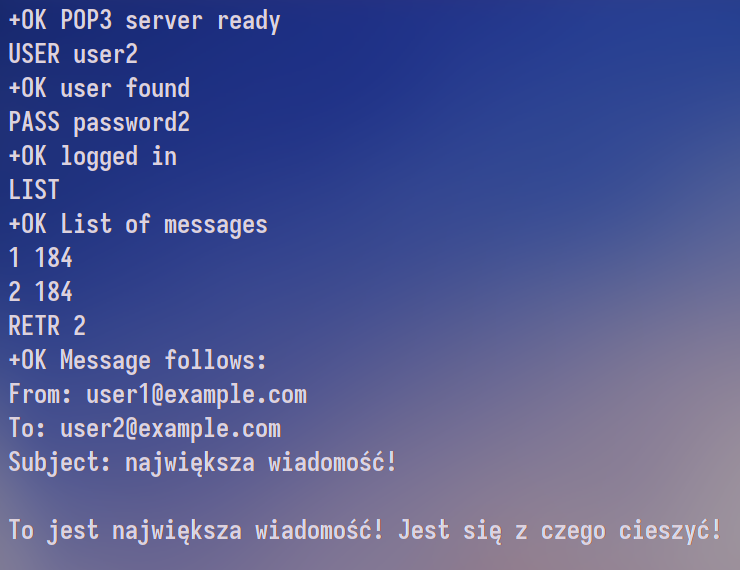 +OK POP3 server ready
USER user2
+OK user found
PASS password2
+OK logged in
LIST
+OK List of messages
1 184
2 184
RETR 2
+OK Message follows:
From: user1@example.com
To: user2@example.com
Subject: największa wiadomość!

To jest największa wiadomość! Jest się z czego cieszyć!